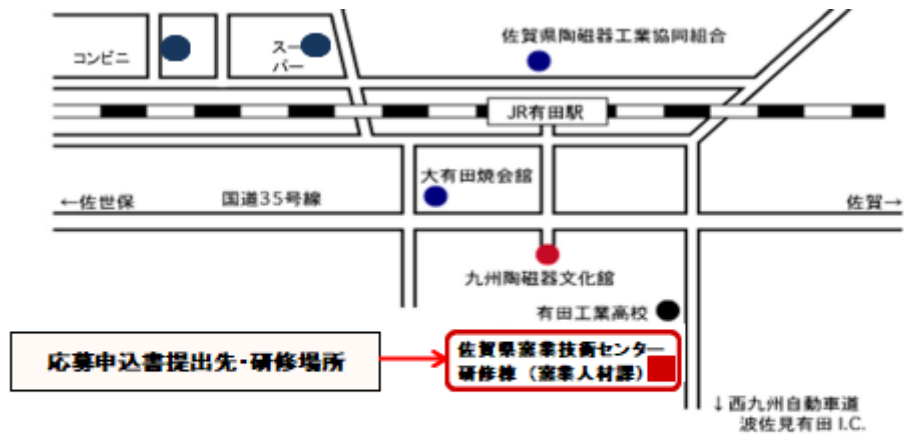 佐賀県陶磁器工業協同組合
コンビニ
スー
パー
JR有田駅
大有田焼会館
←佐世保
国道35号線
佐賀→
九州陶磁器文化館
有田工業高校
応募申込書提出先・研修場所
佐賀県窯業技術センター
研修棟（窯業人材課）
↓西九州自動車道
波佐見有田 I.C.